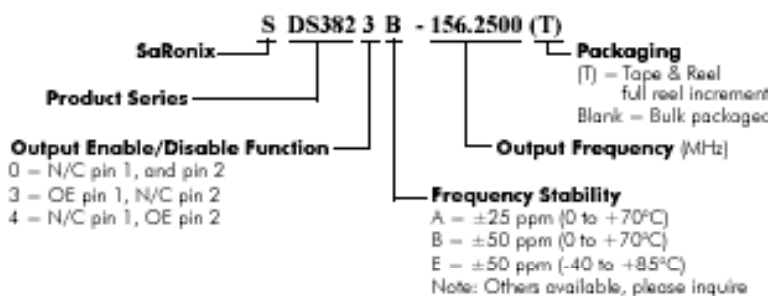 S DS382 3 B - 156.2500 (T)
SaRonix
Packaging
(T) – Tape & Reel
full reel increment
Blank – Bulk packaged
Product Series
Output Enable/Disable Function
0 – N/C pin 1, and pin 2
3 – OE pin 1, N/C pin 2
4 – N/C pin 1, OE pin 2
Output Frequency (MHz)
Frequency Stability
A – ±25 ppm (0 to +70°C)
B – ±50 ppm (0 to +70°C)
E – ±50 ppm (-40 to +85°C)
Note: Others available, please inquire